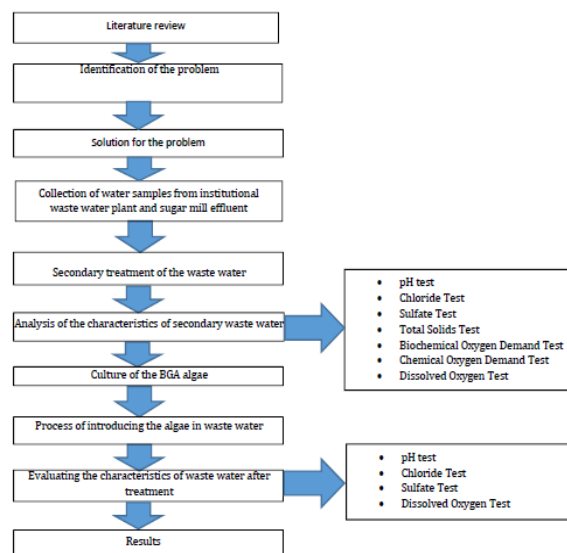 Literature review
Identification of the problem
Solution for the problem
Collection of water samples from institutional
waste water plant and sugar mill effluent
Secondary treatment of the waste water
Analysis of the characteristics of secondary waste water
• pH test
• Chloride Test
• Sulfate Test
• Total Solids Test
• Biochemical Oxygen Demand Test
• Chemical Oxygen Demand Test
• Dissolved Oxygen Test
Culture of the BGA algae
Process of introducing the algae in waste water
Evaluating the characteristics of waste water after
treatment
• pH test
• Chloride Test
• Sulfate Test
• Dissolved Oxygen Test
Results